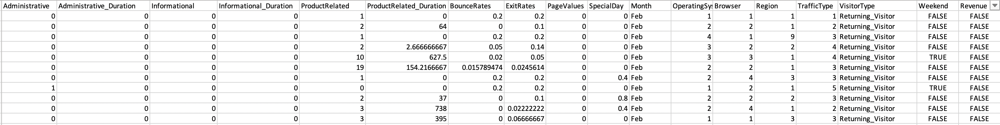 Administrative Administrative_Duration Informational Informational_Duration ProductRelated ProductRelated_Duration BounceRates ExitRates PageValues SpecialDay Month OperatingSys Browser Region TrafficType VisitorType Weekend Revenue
0 0 0 0 1 0 0.2 0.2 0 0 Feb 1 1 1 1 Returning_Visitor FALSE FALSE
0 0 0 0 2 64 0 0.1 0 0 Feb 2 2 1 2 Returning_Visitor FALSE FALSE
0 0 0 0 1 0 0.2 0.2 0 0 Feb 4 1 9 3 Returning_Visitor FALSE FALSE
0 0 0 0 2 2.666666667 0.05 0.14 0 0 Feb 3 2 2 4 Returning_Visitor FALSE FALSE
0 0 0 0 10 627.5 0.02 0.05 0 0 Feb 3 3 1 4 Returning_Visitor TRUE FALSE
0 0 0 0 19 154.2166667 0.015789474 0.0245614 0 0 Feb 2 2 1 3 Returning_Visitor FALSE FALSE
0 0 0 0 1 0 0.2 0.2 0 0.4 Feb 2 4 3 3 Returning_Visitor FALSE FALSE
1 0 0 0 0 0 0.2 0.2 0 0 Feb 1 2 1 5 Returning_Visitor TRUE FALSE
0 0 0 0 2 37 0 0.1 0 0.8 Feb 2 2 2 3 Returning_Visitor FALSE FALSE
0 0 0 0 3 738 0 0.02222222 0 0.4 Feb 2 4 1 2 Returning_Visitor FALSE FALSE
0 0 0 0 3 395 0 0.06666667 0 0 Feb 1 1 3 3 Returning_Visitor FALSE FALSE